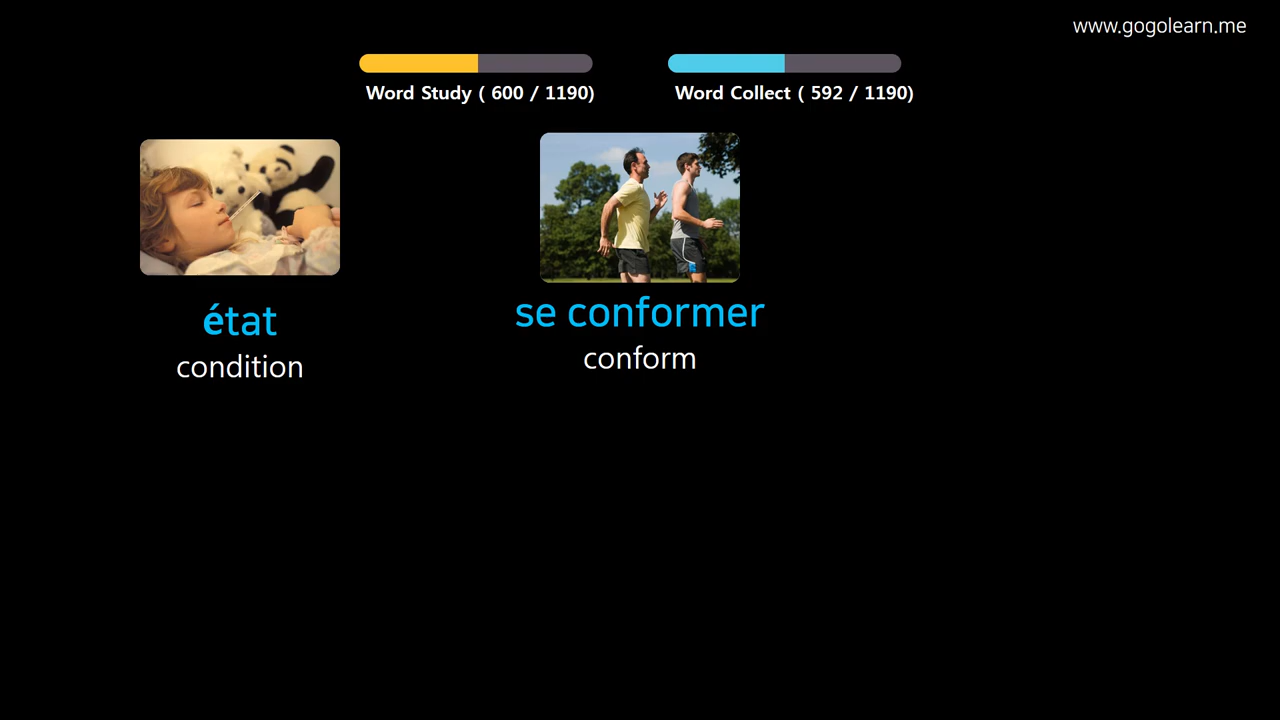 www.gogolearn.me
Word Study ( 600 / 1190)
Word Collect ( 592 / 1190)
état
condition
se conformer
conform